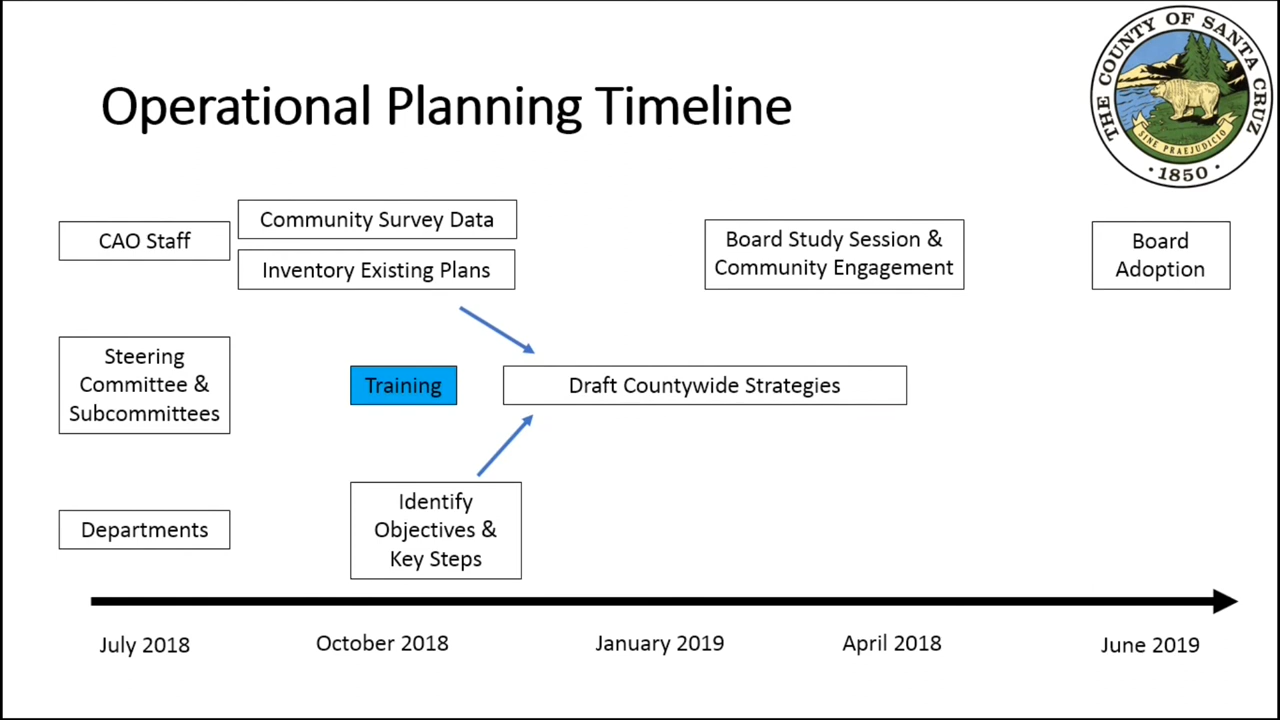 Operational Planning Timeline
THE COUNTY OF SANTA CRUZ
SINE PRAEJUDICIO
· 1850 ·
CAO Staff
Community Survey Data
Inventory Existing Plans
Board Study Session &
Community Engagement
Board
Adoption
Steering
Committee &
Subcommittees
Training
Draft Countywide Strategies
Departments
Identify
Objectives &
Key Steps
July 2018
October 2018
January 2019
April 2018
June 2019